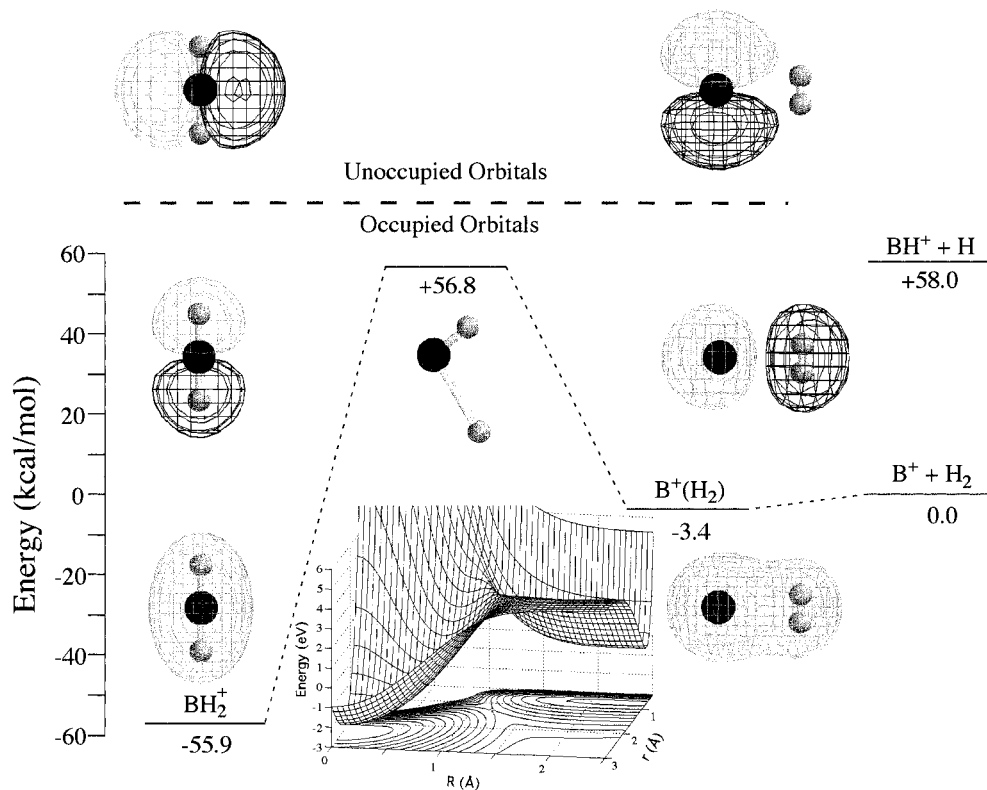 Unoccupied Orbitals
Occupied Orbitals
Energy (kcal/mol)
60
40
20
0
-20
-40
-60
+56.8
BH⁺ + H
+58.0
B⁺(H₂)
-3.4
B⁺ + H₂
0.0
BH₂⁺
-55.9
Energy (eV)
6
5
4
3
2
1
0
-1
-2
-3
0
1
2
3
R (Å)
1
2
r (Å)